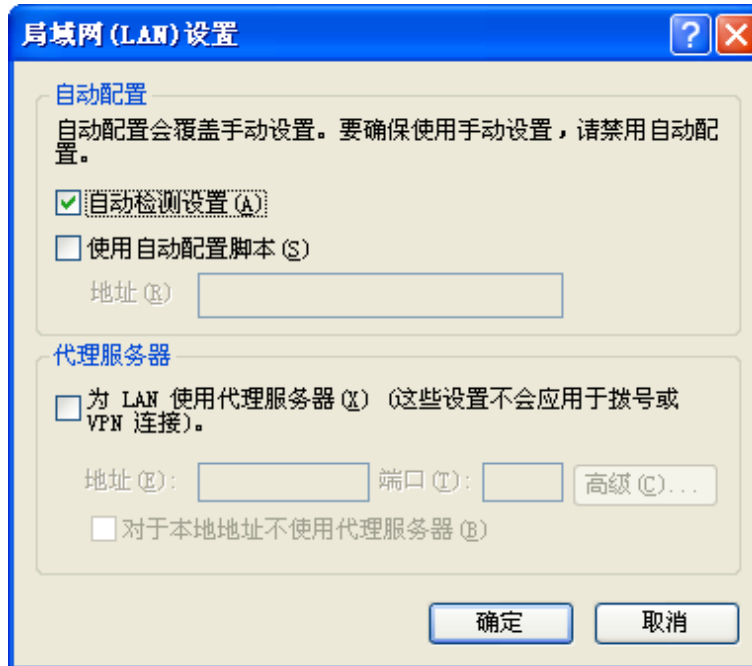 局域网(LAN)设置
自动配置
自动配置会覆盖手动设置。要确保使用手动设置，请禁用自动配
置。
自动检测设置(A)
使用自动配置脚本(S)
地址(R)
代理服务器
为 LAN 使用代理服务器(X) (这些设置不会应用于拨号或
VPN 连接)。
地址(E): 端口(T): 高级(C)...
对于本地地址不使用代理服务器(B)
确定 取消